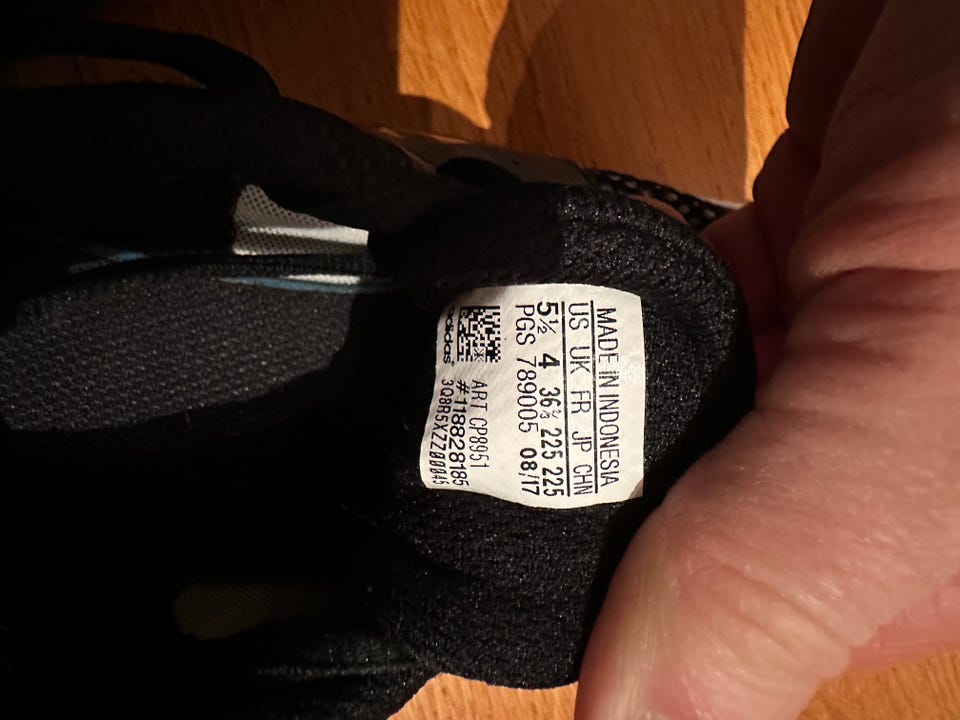 MADE IN INDONESIA
US UK FR JP CHN
5½ 4 36⅔ 225 225
PGS 789005 08/17
ART CP8951
#118828185
adidas
3Q8R5XZZ00045